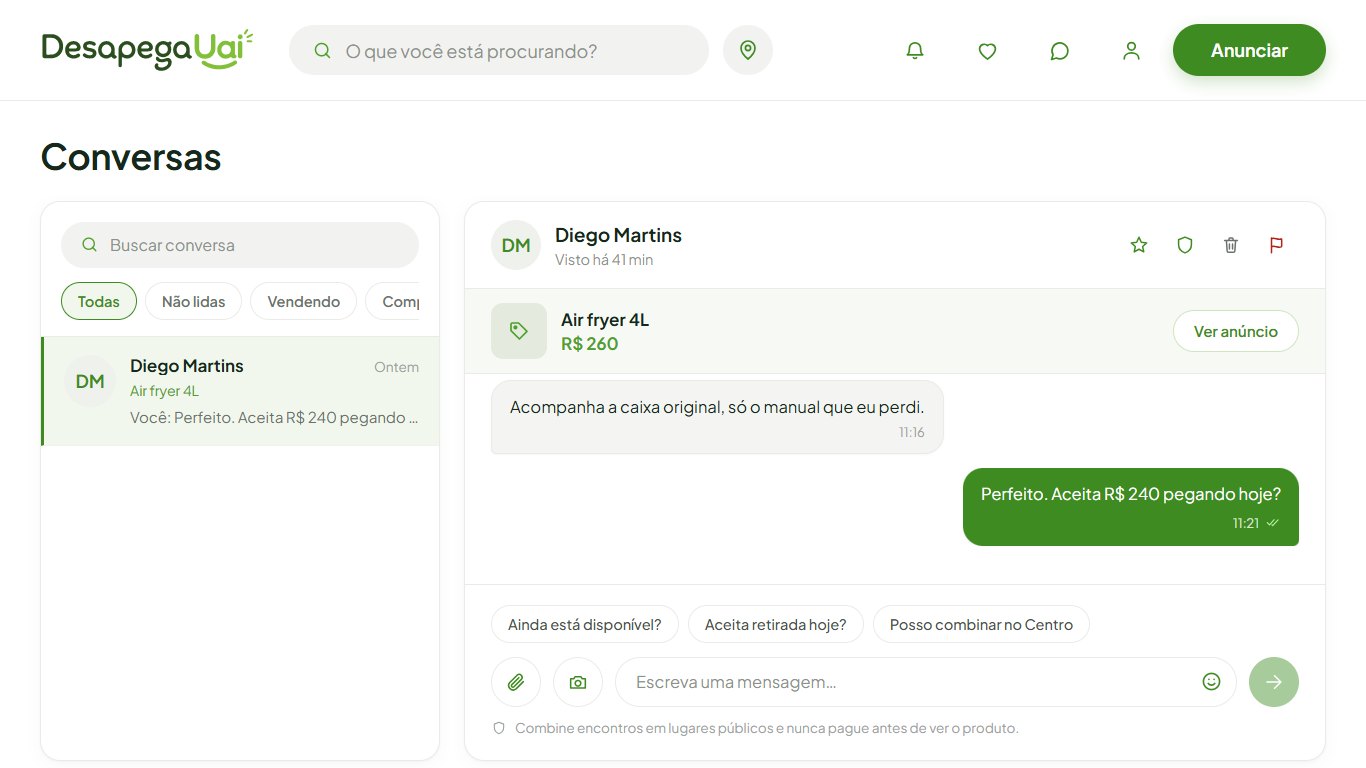 DesapegaUai
O que você está procurando?
Anunciar
Conversas
Buscar conversa
Todas
Não lidas
Vendendo
Comp
DM
Diego Martins
Ontem
Air fryer 4L
Você: Perfeito. Aceita R$ 240 pegando ...
DM
Diego Martins
Visto há 41 min
Air fryer 4L
R$ 260
Ver anúncio
Acompanha a caixa original, só o manual que eu perdi.
11:16
Perfeito. Aceita R$ 240 pegando hoje?
11:21
Ainda está disponível?
Aceita retirada hoje?
Posso combinar no Centro
Escreva uma mensagem...
Combine encontros em lugares públicos e nunca pague antes de ver o produto.